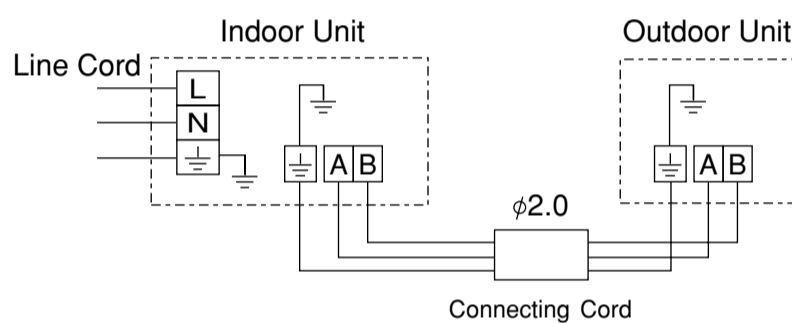 Indoor Unit
Outdoor Unit
Line Cord
L
N
A B
A B
ϕ2.0
Connecting Cord